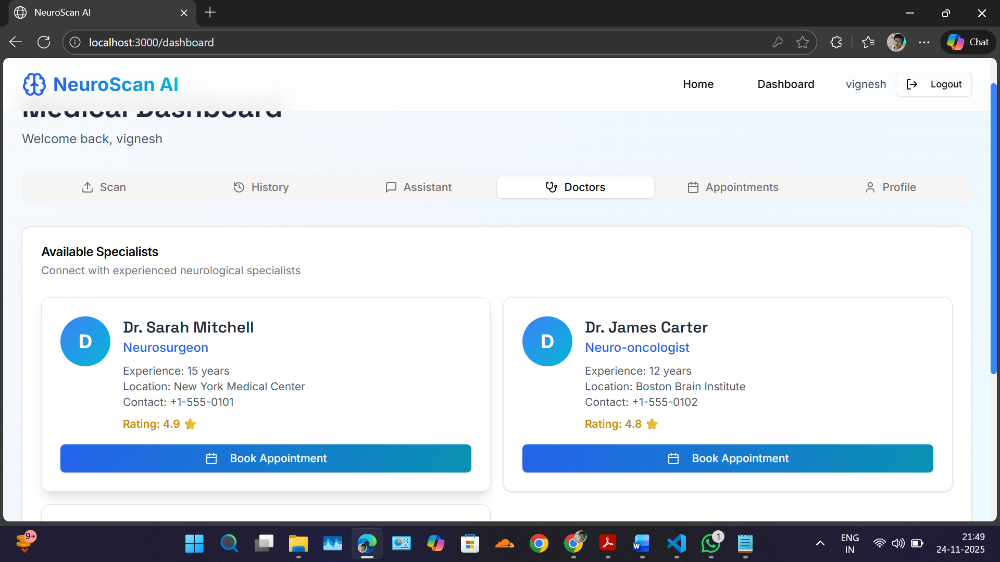 NeuroScan AI
localhost:3000/dashboard
Chat
NeuroScan AI
Home
Dashboard
vignesh
Logout
Medical Dashboard
Welcome back, vignesh
Scan
History
Assistant
Doctors
Appointments
Profile
Available Specialists
Connect with experienced neurological specialists
D
Dr. Sarah Mitchell
Neurosurgeon
Experience: 15 years
Location: New York Medical Center
Contact: +1-555-0101
Rating: 4.9
Book Appointment
D
Dr. James Carter
Neuro-oncologist
Experience: 12 years
Location: Boston Brain Institute
Contact: +1-555-0102
Rating: 4.8
Book Appointment
9+
W
1
ENG
IN
21:49
24-11-2025